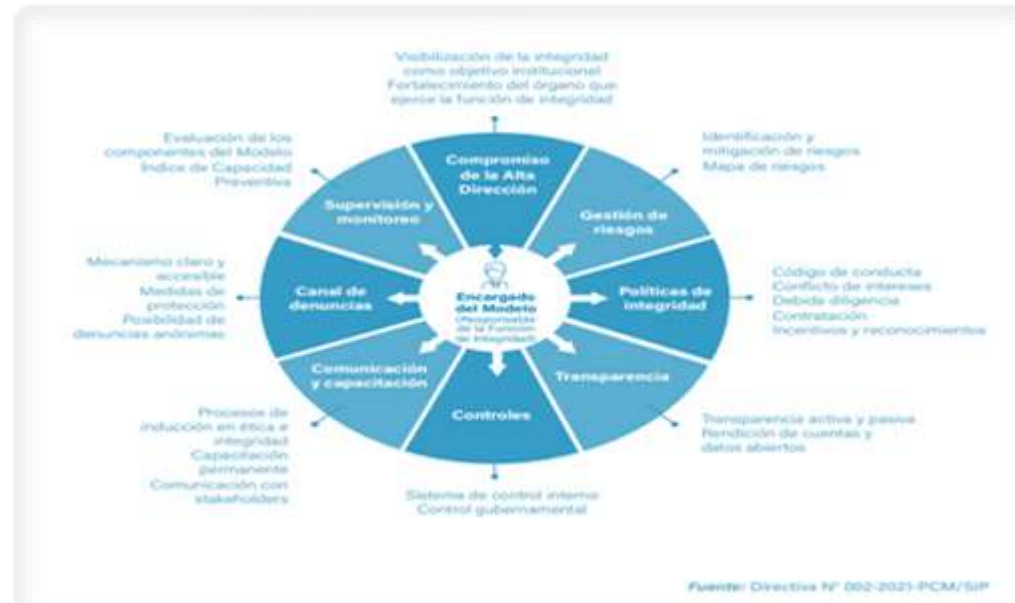 Visibilización de la integridad
como objetivo institucional
Fortalecimiento del órgano que
ejerce la función de integridad
Compromiso
de la Alta
Dirección
Identificación y
mitigación de riesgos
Mapa de riesgos
Gestión de
riesgos
Código de conducta
Conflicto de intereses
Debida diligencia
Contratación
Incentivos y reconocimientos
Políticas de
integridad
Transparencia activa y pasiva
Rendición de cuentas y
datos abiertos
Transparencia
Sistema de control interno
Control gubernamental
Controles
Procesos de
inducción en ética e
integridad
Capacitación
permanente
Comunicación con
stakeholders
Comunicación
y capacitación
Mecanismo claro y
accesible
Medidas de
protección
Posibilidad de
denuncias anónimas
Canal de
denuncias
Evaluación de los
componentes del Modelo
Índice de Capacidad
Preventiva
Supervisión y
monitoreo
Encargado
del Modelo
(Responsable
de la Función
de Integridad)
Fuente: Directiva N° 002-2021-PCM/SIP